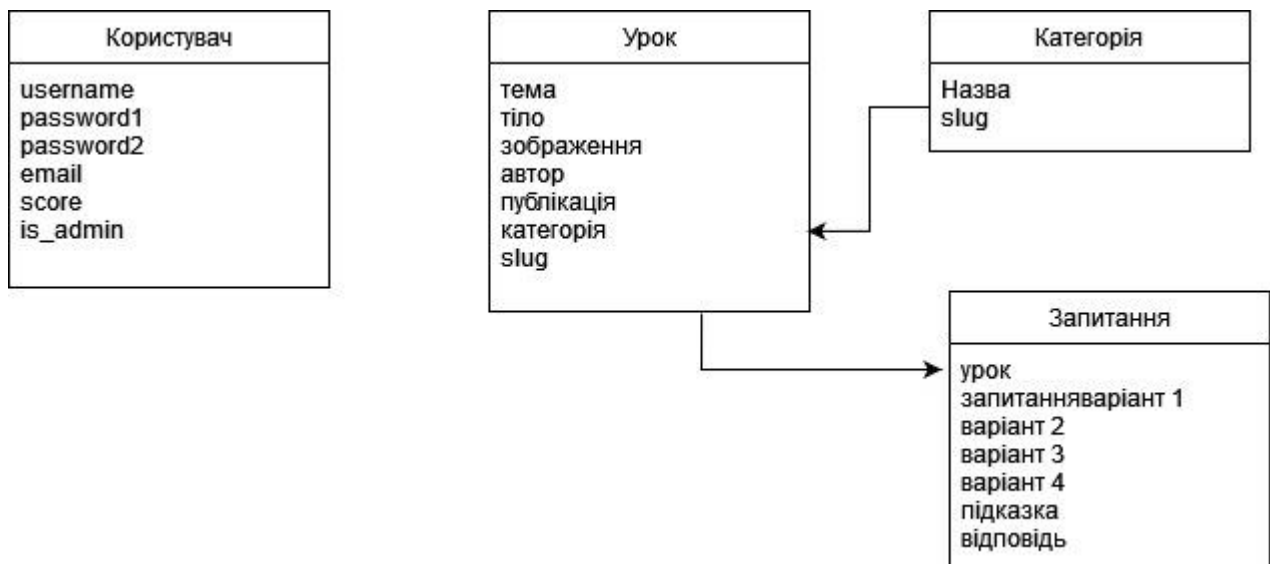 Користувач
username
password1
password2
email
score
is_admin
Урок
тема
тіло
зображення
автор
публікація
категорія
slug
Категорія
Назва
slug
Запитання
урок
запитанняваріант 1
варіант 2
варіант 3
варіант 4
підказка
відповідь